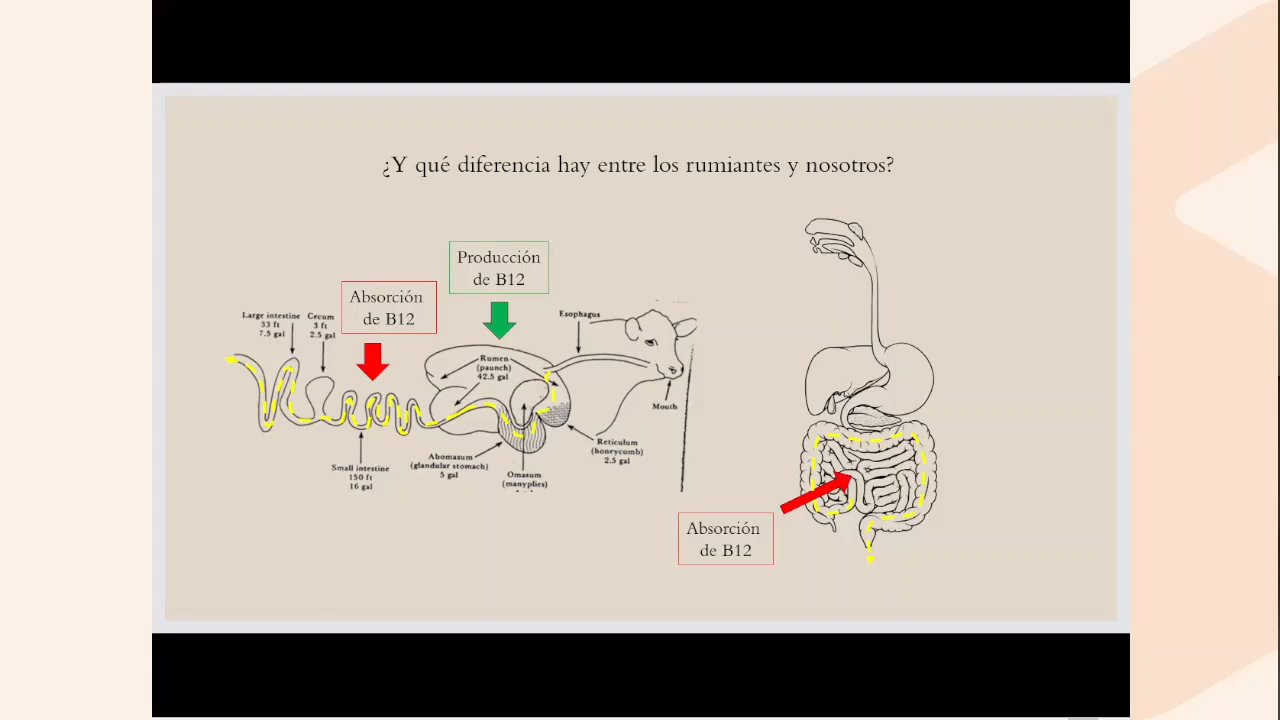 ¿Y qué diferencia hay entre los rumiantes y nosotros?
Producción
de B12
Absorción
de B12
Large intestine
33 ft
7.5 gal
Cecum
3 ft
2.5 gal
Esophagus
Rumen
(paunch)
42.5 gal
Mouth
Reticulum
(honeycomb)
2.5 gal
Abomasum
(glandular stomach)
5 gal
Omasum
(manyplies)
Small intestine
150 ft
16 gal
Absorción
de B12